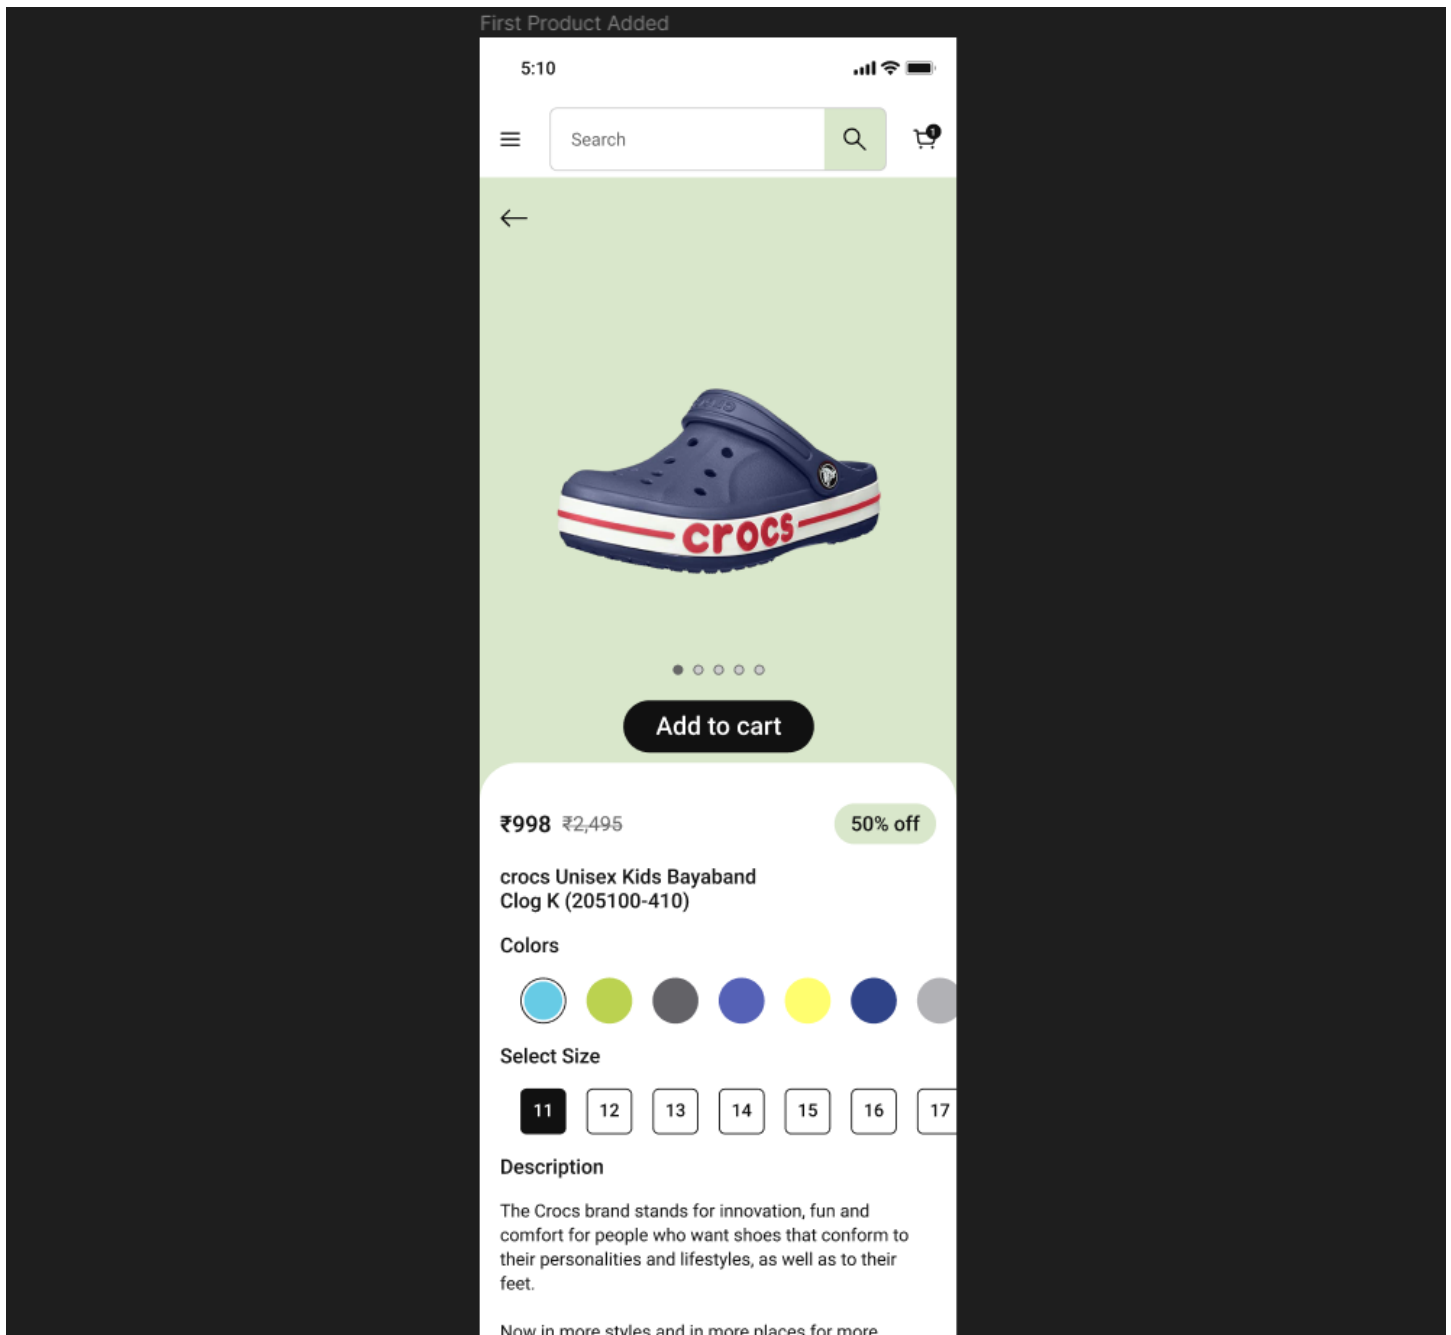 First Product Added
5:10
Search
1
crocs
Add to cart
₹998 ₹2,495
50% off
crocs Unisex Kids Bayaband
Clog K (205100-410)
Colors
Select Size
11 12 13 14 15 16 17
Description
The Crocs brand stands for innovation, fun and
comfort for people who want shoes that conform to
their personalities and lifestyles, as well as to their
feet.
Now in more styles and in more places for more